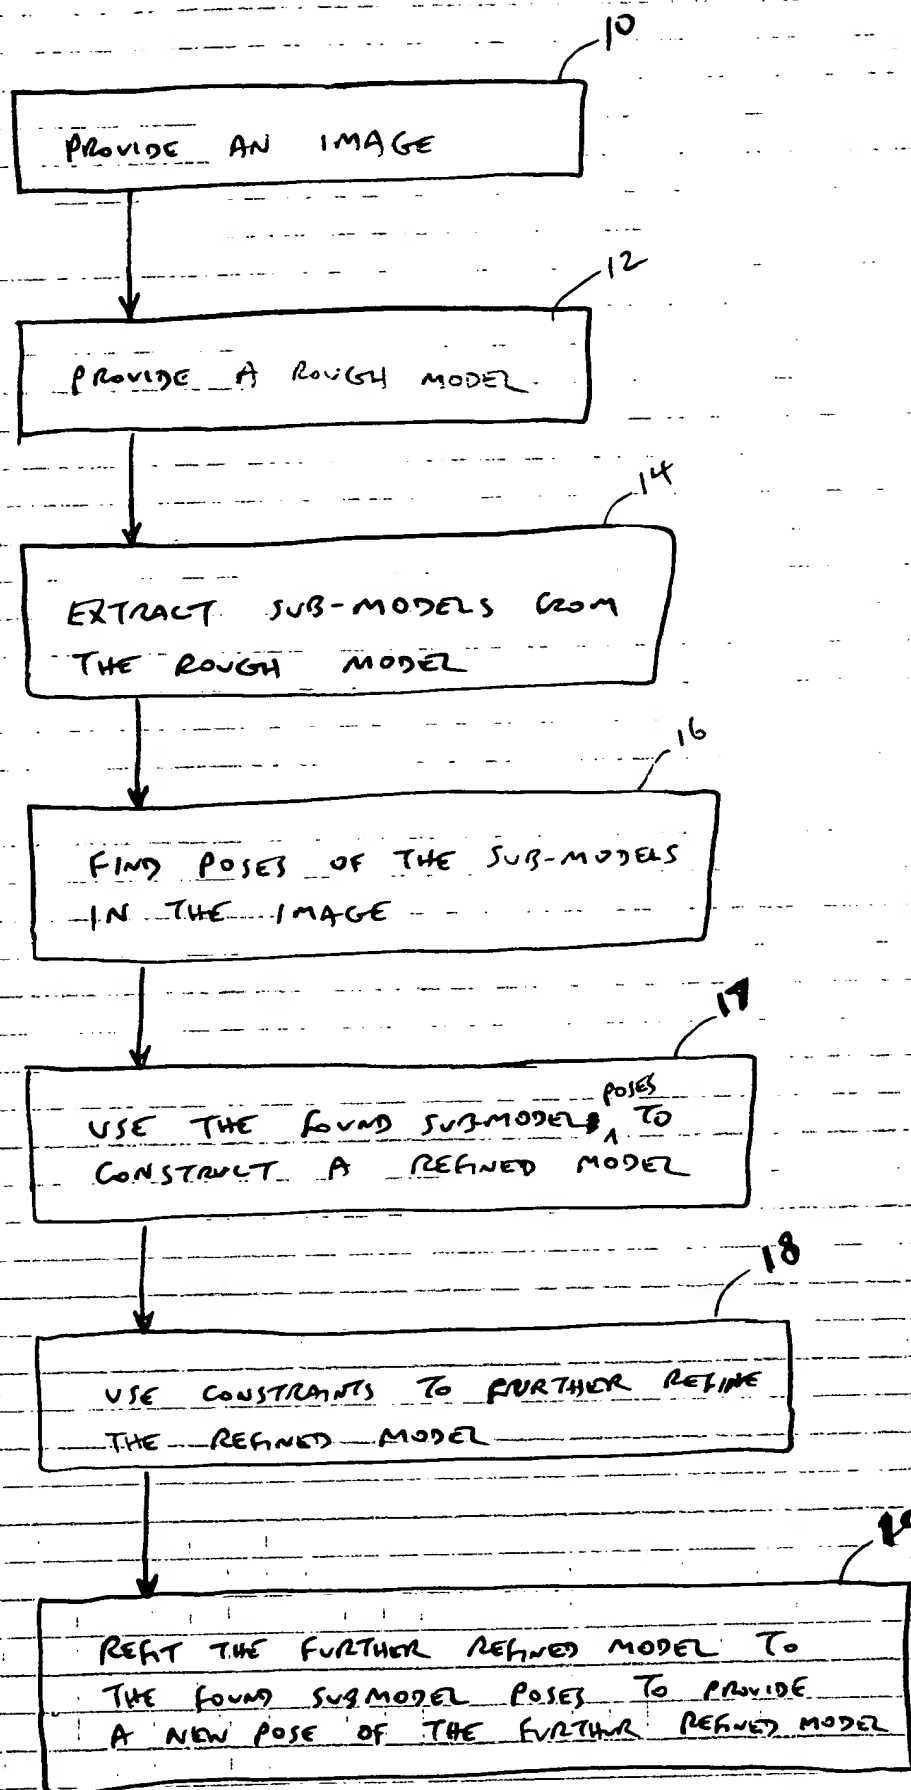 10
PROVIDE AN IMAGE
12
PROVIDE A ROUGH MODEL
14
EXTRACT SUB-MODELS FROM
THE ROUGH MODEL
16
FIND POSES OF THE SUB-MODELS
IN THE IMAGE
17
POSES
USE THE FOUND SUBMODEL ^ TO
CONSTRUCT A REFINED MODEL
18
USE CONSTRAINTS TO FURTHER REFINE
THE REFINED MODEL
REFIT THE FURTHER REFINED MODEL TO
THE FOUND SUBMODEL POSES TO PROVIDE
A NEW POSE OF THE FURTHUR REFINED MODEL